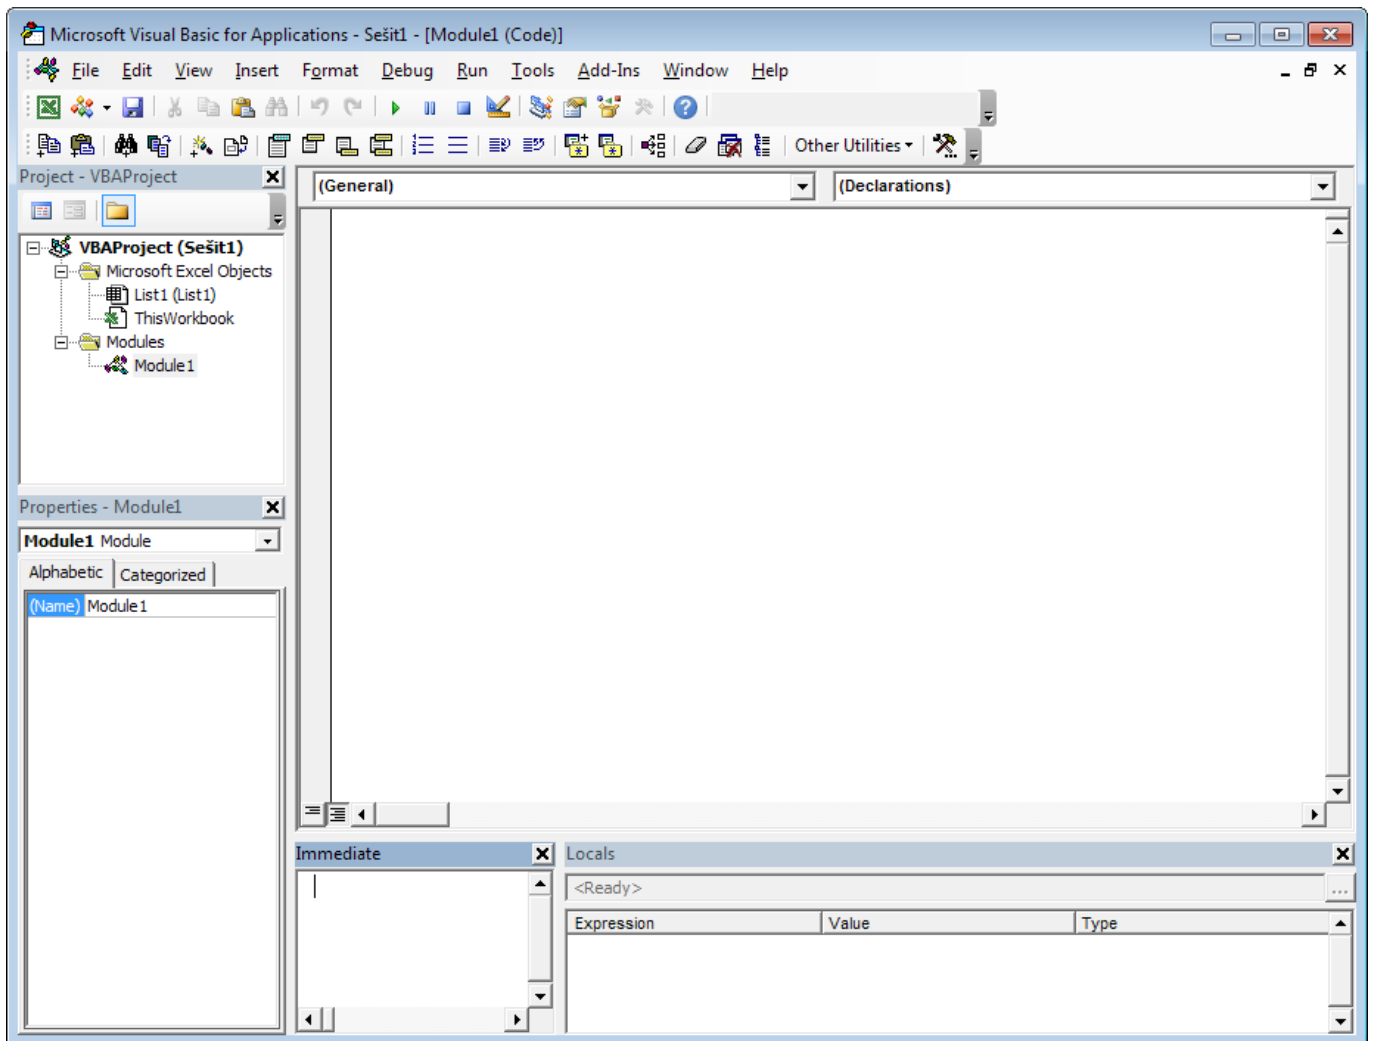 Microsoft Visual Basic for Applications - Sešit1 - [Module1 (Code)]
File Edit View Insert Format Debug Run Tools Add-Ins Window Help
Other Utilities
Project - VBAProject
(General) (Declarations)
VBAProject (Sešit1)
Microsoft Excel Objects
List1 (List1)
ThisWorkbook
Modules
Module1
Properties - Module1
Module1 Module
Alphabetic Categorized
(Name) Module1
Immediate
Locals
<Ready>
Expression Value Type